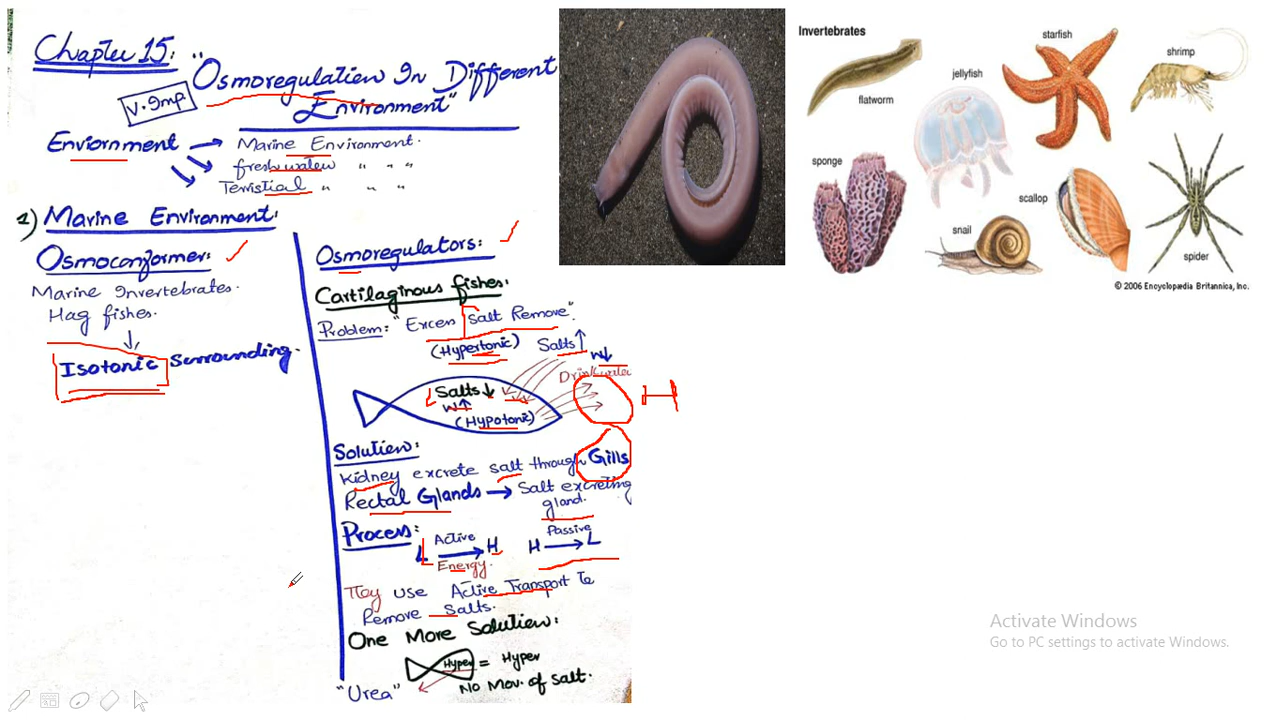 Chapter 15:
"Osmoregulation In Different
Environment"
V. Imp
Enviornment → Marine Environment.
freshwater " " "
Terristial " " "
1) Marine Environment:
Osmoconformer:
Marine Invertebrates.
Hag fishes.
↓
Isotonic Surrounding.
Osmoregulators:
Cartilaginous fishes:
Problem: "Excess Salt Remove".
(Hypertonic) Salts↑
W↓
Drink water
H
Salts↓
W↑
(Hypotonic)
Solution:
Kidney excrete salt through Gills
Rectal Glands → Salt excreting
gland.
Process:
L Active → H H Passive → L
Energy.
They use Active Transport to
Remove Salts.
One More Solution:
Hyper = Hyper
"Urea" No Mov. of Salt.
Invertebrates
flatworm
jellyfish
starfish
shrimp
sponge
snail
scallop
spider
© 2006 Encyclopædia Britannica, Inc.
Activate Windows
Go to PC settings to activate Windows.